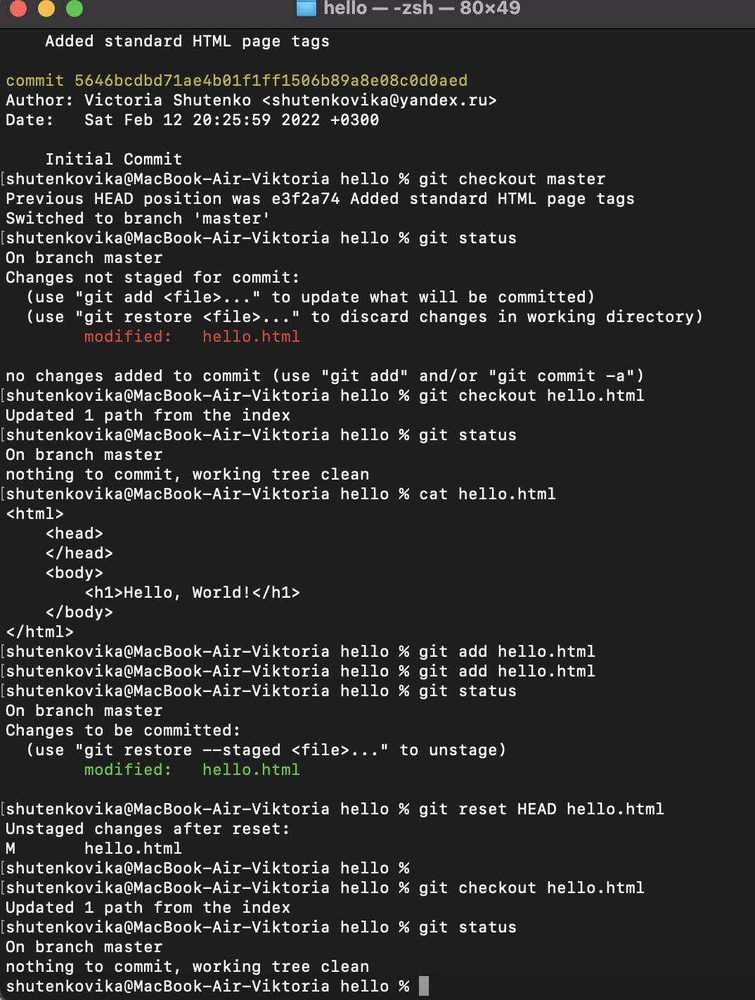 hello — -zsh — 80×49
Added standard HTML page tags
commit 5646bcdbd71ae4b01f1ff1506b89a8e08c0d0aed
Author: Victoria Shutenko <shutenkovika@yandex.ru>
Date:   Sat Feb 12 20:25:59 2022 +0300
Initial Commit
[shutenkovika@MacBook-Air-Viktoria hello % git checkout master
Previous HEAD position was e3f2a74 Added standard HTML page tags
Switched to branch 'master'
[shutenkovika@MacBook-Air-Viktoria hello % git status
On branch master
Changes not staged for commit:
  (use "git add <file>..." to update what will be committed)
  (use "git restore <file>..." to discard changes in working directory)
        modified:   hello.html
no changes added to commit (use "git add" and/or "git commit -a")
[shutenkovika@MacBook-Air-Viktoria hello % git checkout hello.html
Updated 1 path from the index
[shutenkovika@MacBook-Air-Viktoria hello % git status
On branch master
nothing to commit, working tree clean
[shutenkovika@MacBook-Air-Viktoria hello % cat hello.html
<html>
    <head>
    </head>
    <body>
        <h1>Hello, World!</h1>
    </body>
</html>
[shutenkovika@MacBook-Air-Viktoria hello % git add hello.html
[shutenkovika@MacBook-Air-Viktoria hello % git add hello.html
[shutenkovika@MacBook-Air-Viktoria hello % git status
On branch master
Changes to be committed:
  (use "git restore --staged <file>..." to unstage)
        modified:   hello.html
[shutenkovika@MacBook-Air-Viktoria hello % git reset HEAD hello.html
Unstaged changes after reset:
M       hello.html
[shutenkovika@MacBook-Air-Viktoria hello %
[shutenkovika@MacBook-Air-Viktoria hello % git checkout hello.html
Updated 1 path from the index
[shutenkovika@MacBook-Air-Viktoria hello % git status
On branch master
nothing to commit, working tree clean
shutenkovika@MacBook-Air-Viktoria hello %